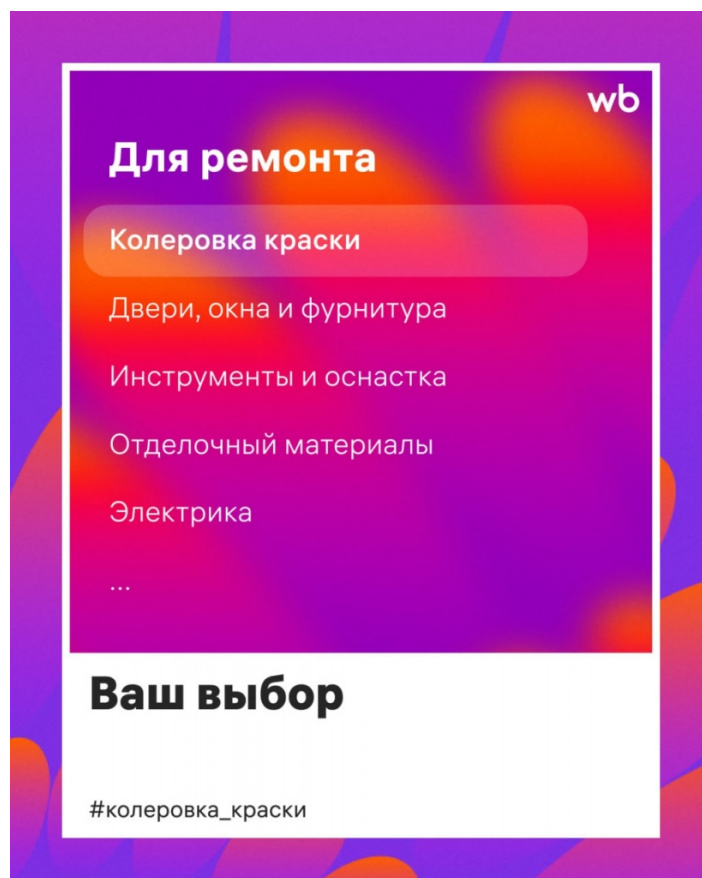 wb
Для ремонта
Колеровка краски
Двери, окна и фурнитура
Инструменты и оснастка
Отделочный материалы
Электрика
...
Ваш выбор
#колеровка_краски